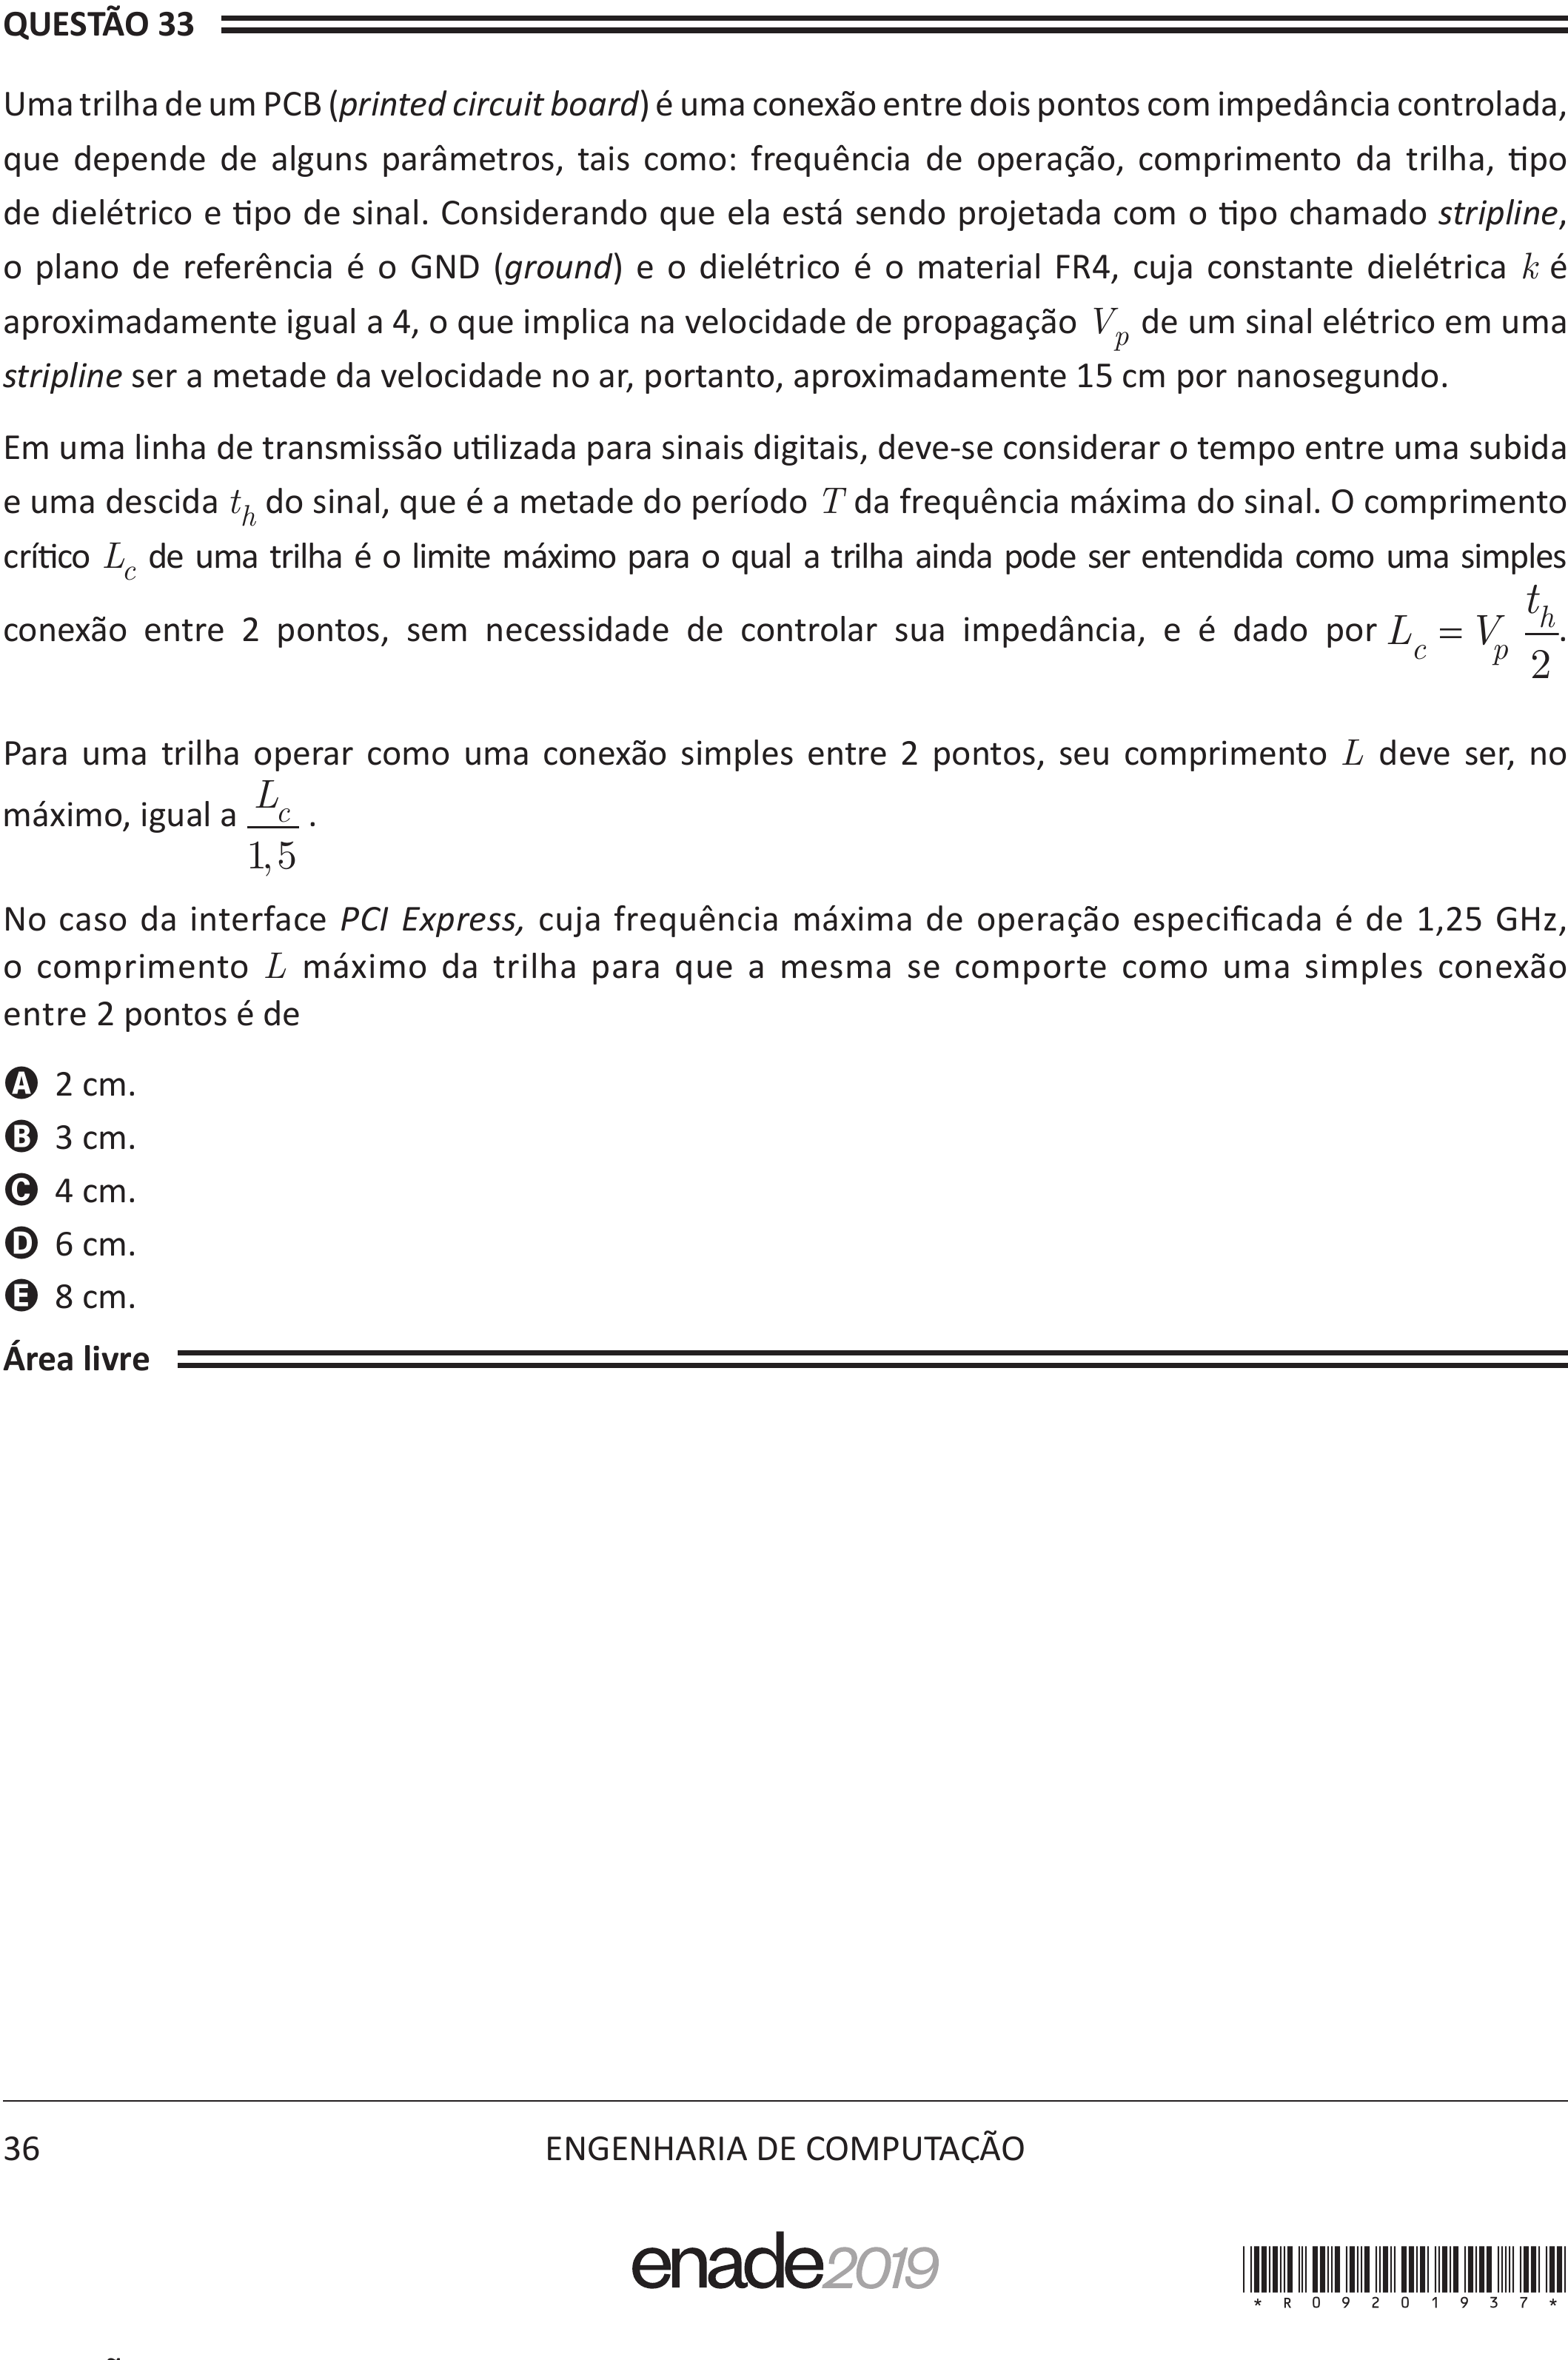 QUESTÃO 33
Uma trilha de um PCB (printed circuit board) é uma conexão entre dois pontos com impedância controlada,
que depende de alguns parâmetros, tais como: frequência de operação, comprimento da trilha, tipo
de dielétrico e tipo de sinal. Considerando que ela está sendo projetada com o tipo chamado stripline,
o plano de referência é o GND (ground) e o dielétrico é o material FR4, cuja constante dielétrica k é
aproximadamente igual a 4, o que implica na velocidade de propagação V_p de um sinal elétrico em uma
stripline ser a metade da velocidade no ar, portanto, aproximadamente 15 cm por nanosegundo.
Em uma linha de transmissão utilizada para sinais digitais, deve-se considerar o tempo entre uma subida
e uma descida t_h do sinal, que é a metade do período T da frequência máxima do sinal. O comprimento
crítico L_c de uma trilha é o limite máximo para o qual a trilha ainda pode ser entendida como uma simples
conexão entre 2 pontos, sem necessidade de controlar sua impedância, e é dado por L_c = V_p t_h/2.
Para uma trilha operar como uma conexão simples entre 2 pontos, seu comprimento L deve ser, no
máximo, igual a L_c/1,5 .
No caso da interface PCI Express, cuja frequência máxima de operação especificada é de 1,25 GHz,
o comprimento L máximo da trilha para que a mesma se comporte como uma simples conexão
entre 2 pontos é de
A 2 cm.
B 3 cm.
C 4 cm.
D 6 cm.
E 8 cm.
Área livre
36
ENGENHARIA DE COMPUTAÇÃO
enade2019
*R09201937*